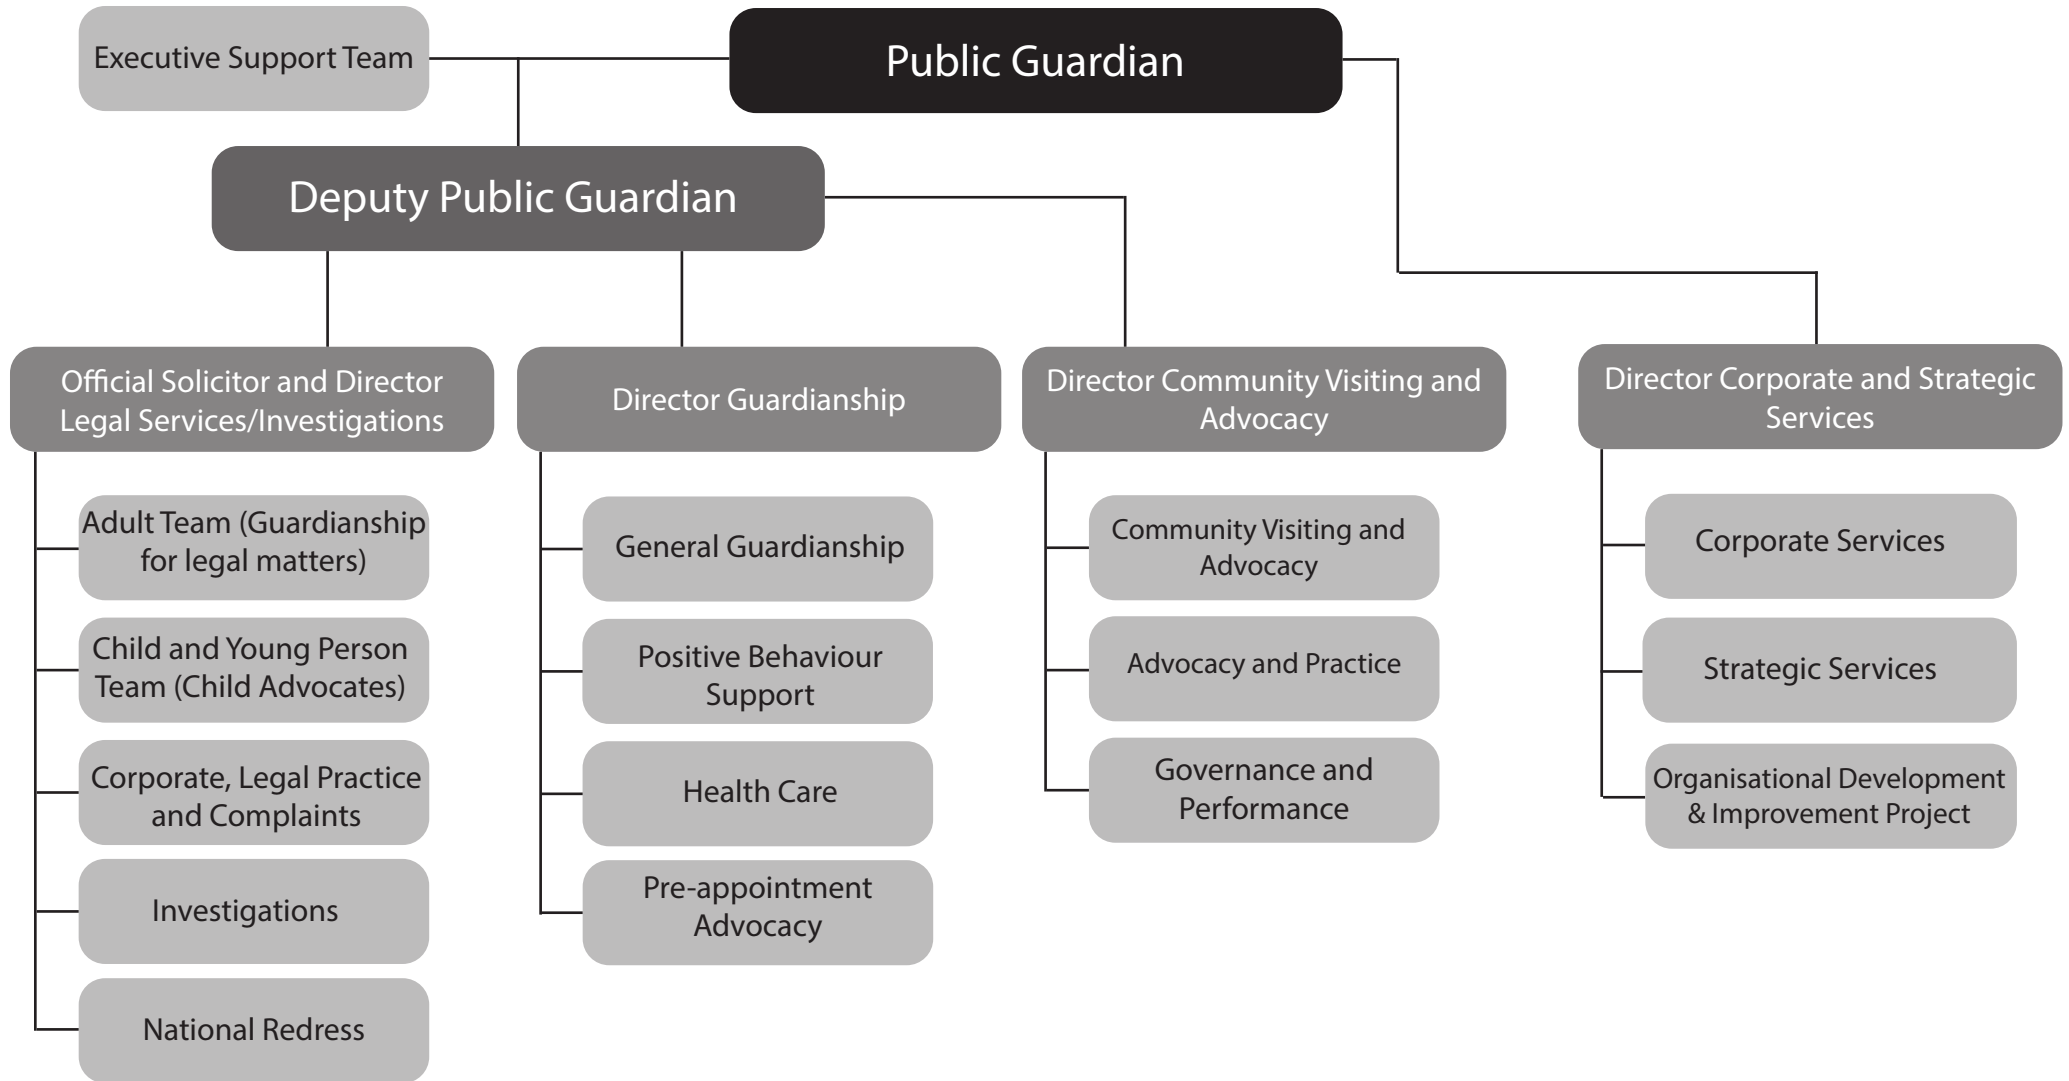 Executive Support Team
Public Guardian
Deputy Public Guardian
Official Solicitor and Director
Legal Services/Investigations
Adult Team (Guardianship
for legal matters)
Child and Young Person
Team (Child Advocates)
Corporate, Legal Practice
and Complaints
Investigations
National Redress
Director Guardianship
General Guardianship
Positive Behaviour
Support
Health Care
Pre-appointment
Advocacy
Director Community Visiting and
Advocacy
Community Visiting and
Advocacy
Advocacy and Practice
Governance and
Performance
Director Corporate and Strategic
Services
Corporate Services
Strategic Services
Organisational Development
& Improvement Project